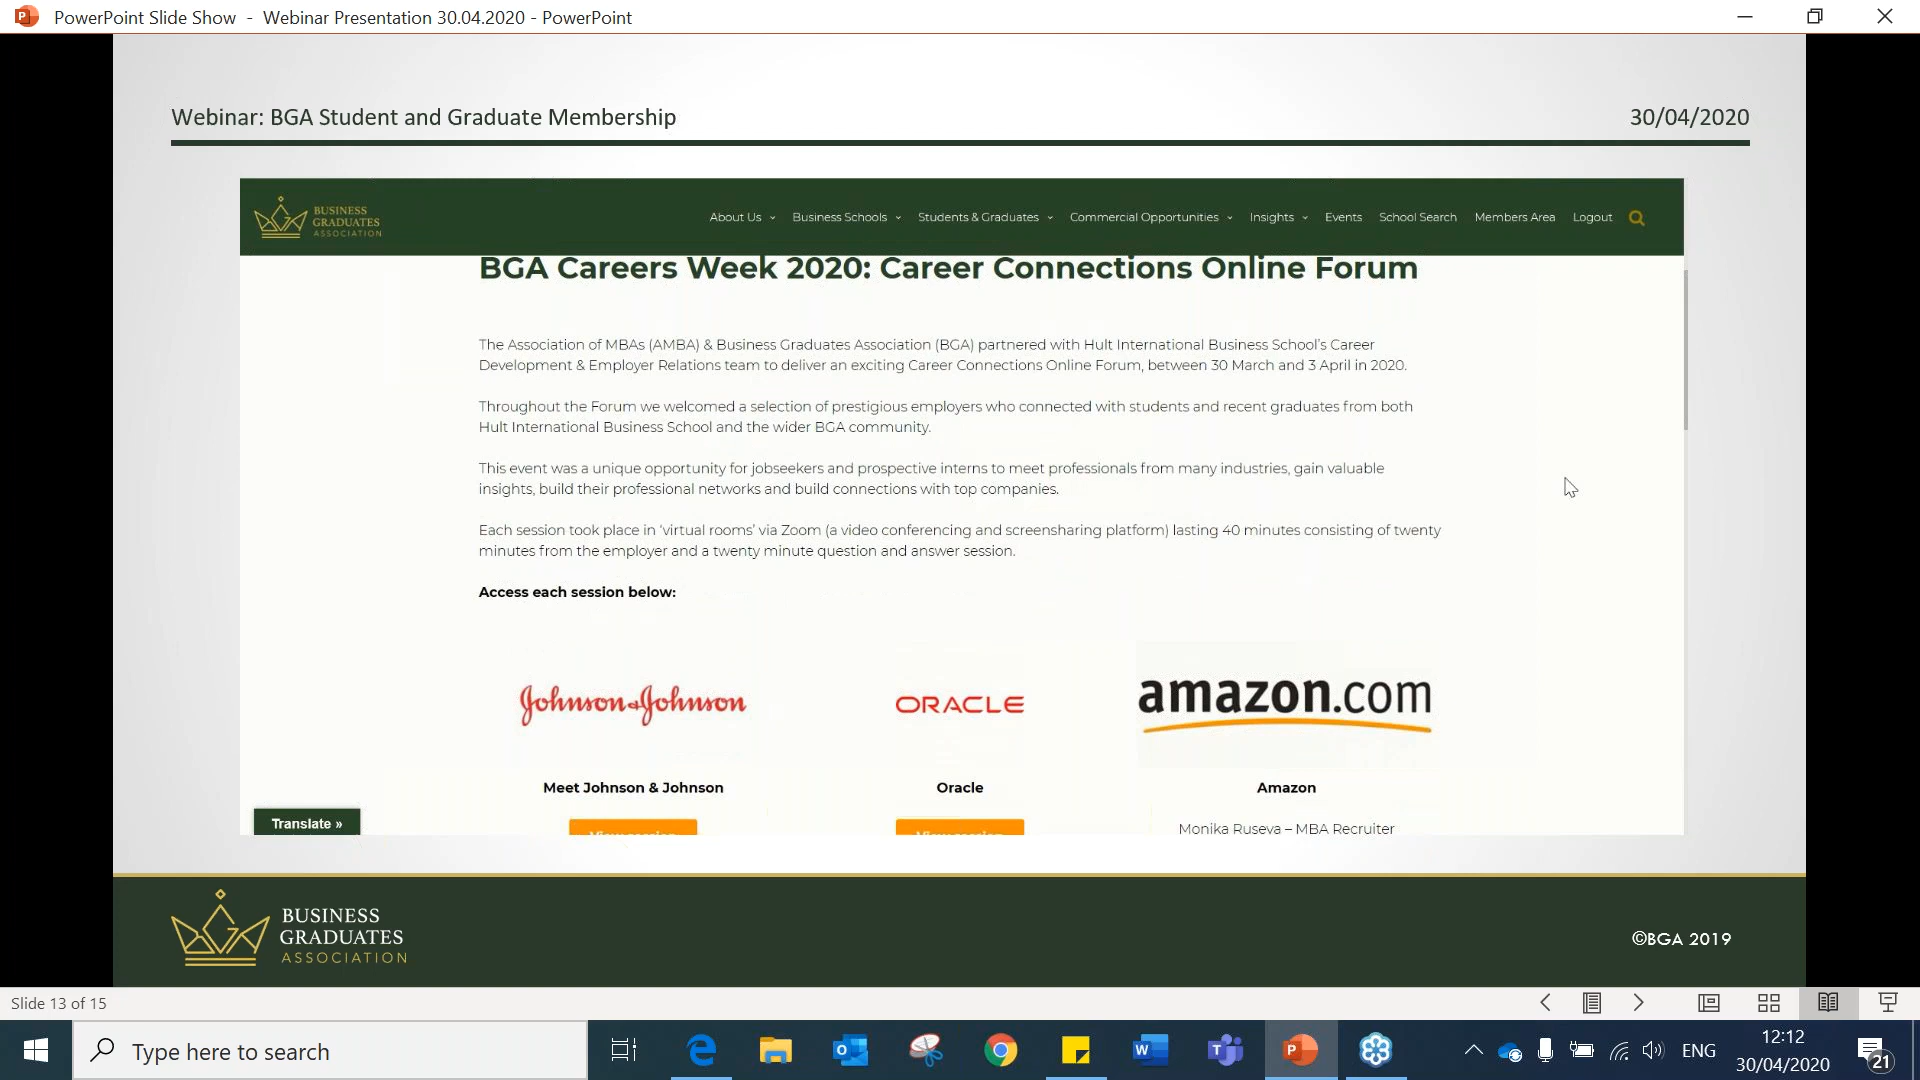 PowerPoint Slide Show - Webinar Presentation 30.04.2020 - PowerPoint
Webinar: BGA Student and Graduate Membership
30/04/2020
BUSINESS
GRADUATES
ASSOCIATION
About Us
Business Schools
Students & Graduates
Commercial Opportunities
Insights
Events
School Search
Members Area
Logout
BGA Careers Week 2020: Career Connections Online Forum
The Association of MBAs (AMBA) & Business Graduates Association (BGA) partnered with Hult International Business School's Career
Development & Employer Relations team to deliver an exciting Career Connections Online Forum, between 30 March and 3 April in 2020.
Throughout the Forum we welcomed a selection of prestigious employers who connected with students and recent graduates from both
Hult International Business School and the wider BGA community.
This event was a unique opportunity for jobseekers and prospective interns to meet professionals from many industries, gain valuable
insights, build their professional networks and build connections with top companies.
Each session took place in 'virtual rooms' via Zoom (a video conferencing and screensharing platform) lasting 40 minutes consisting of twenty
minutes from the employer and a twenty minute question and answer session.
Access each session below:
Johnson & Johnson
ORACLE
amazon.com
Meet Johnson & Johnson
Oracle
Amazon
View session
View session
Monika Ruseva – MBA Recruiter
Translate »
BUSINESS
GRADUATES
ASSOCIATION
©BGA 2019
Slide 13 of 15
Type here to search
ENG
12:12
30/04/2020
21